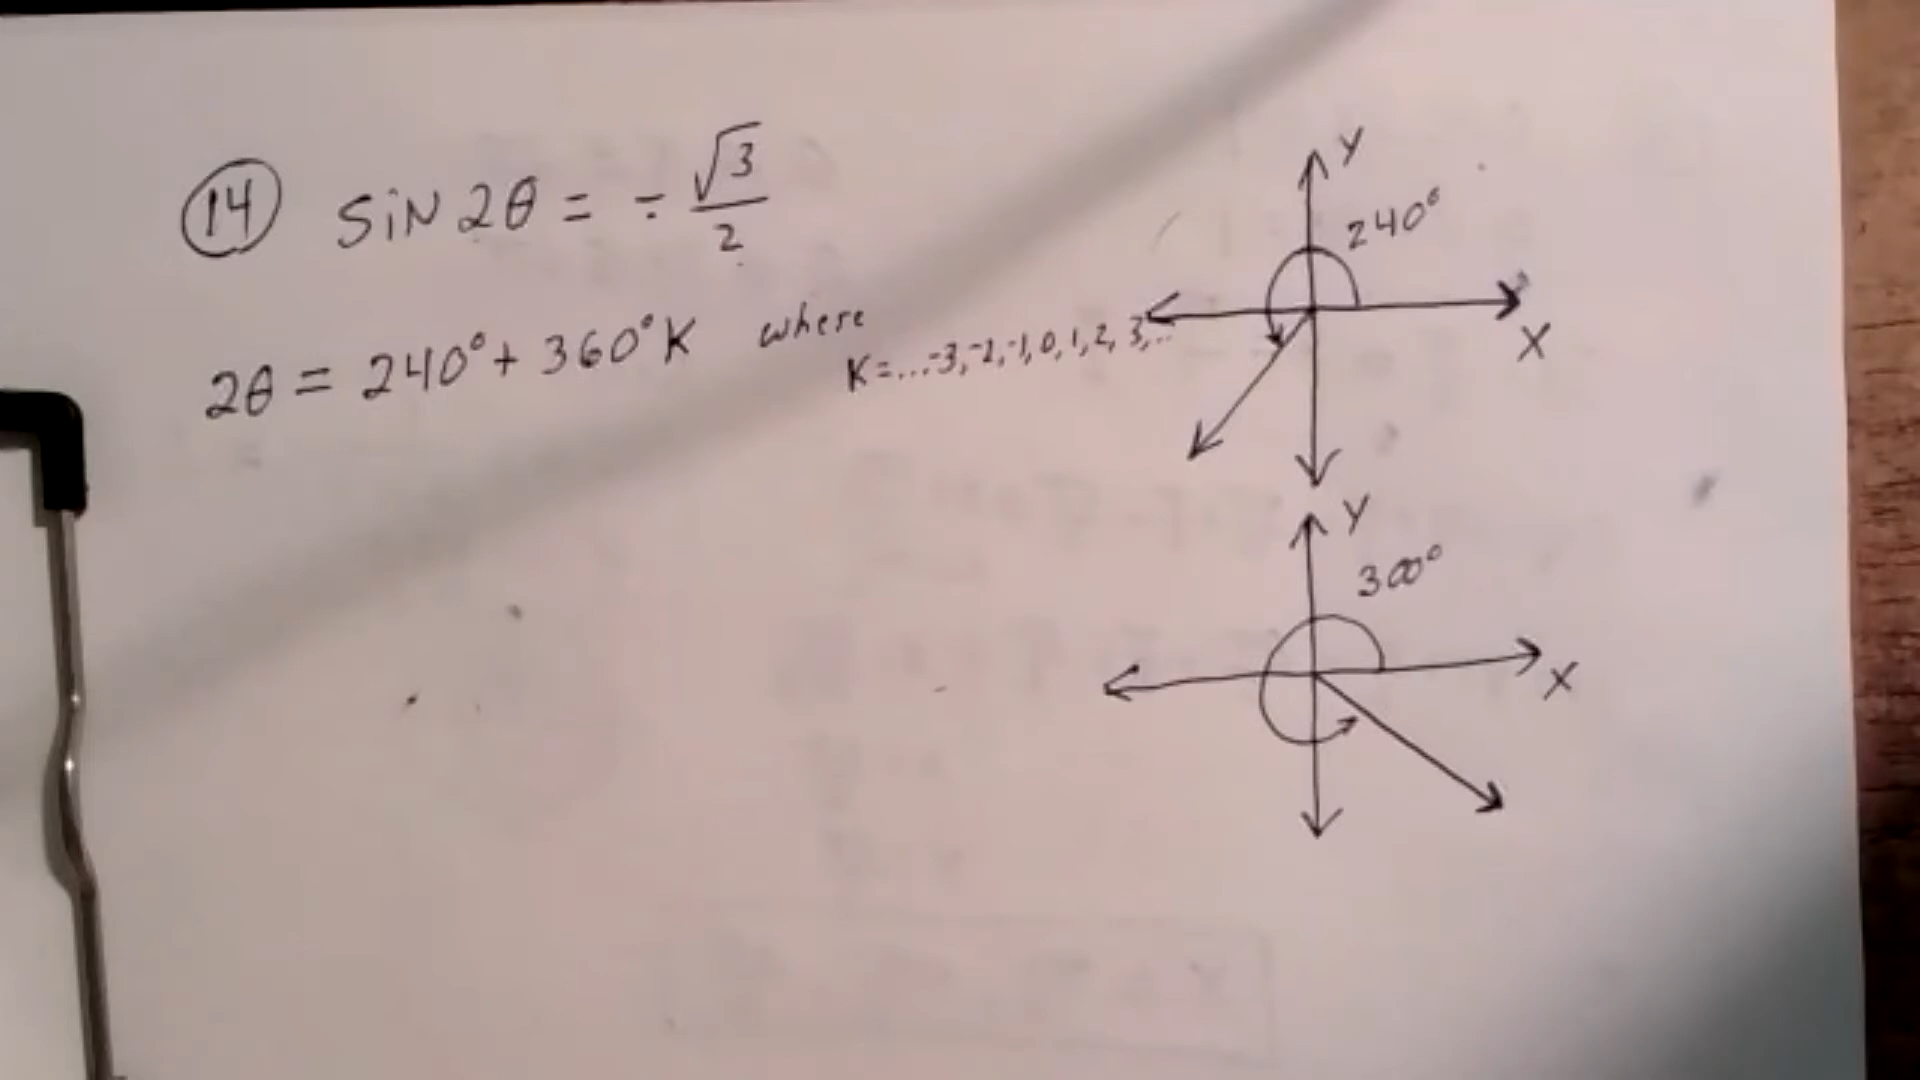 14 SiN 2θ = ÷ √3/2
2θ = 240° + 360°K where
K=...-3,-2,-1,0,1,2,3,..
Y
240°
X
Y
300°
X